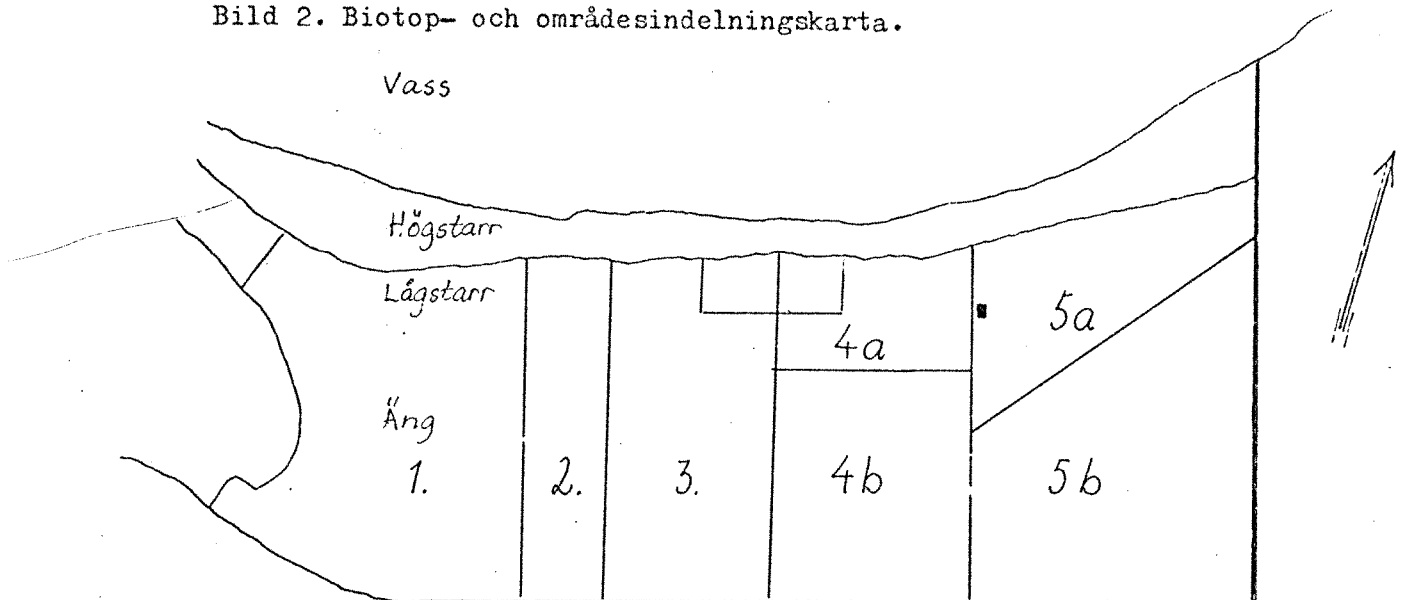 Bild 2. Biotop- och områdesindelningskarta.
Vass
Högstarr
Lågstarr
Äng
1.
2.
3.
4a
4b
5a
5b